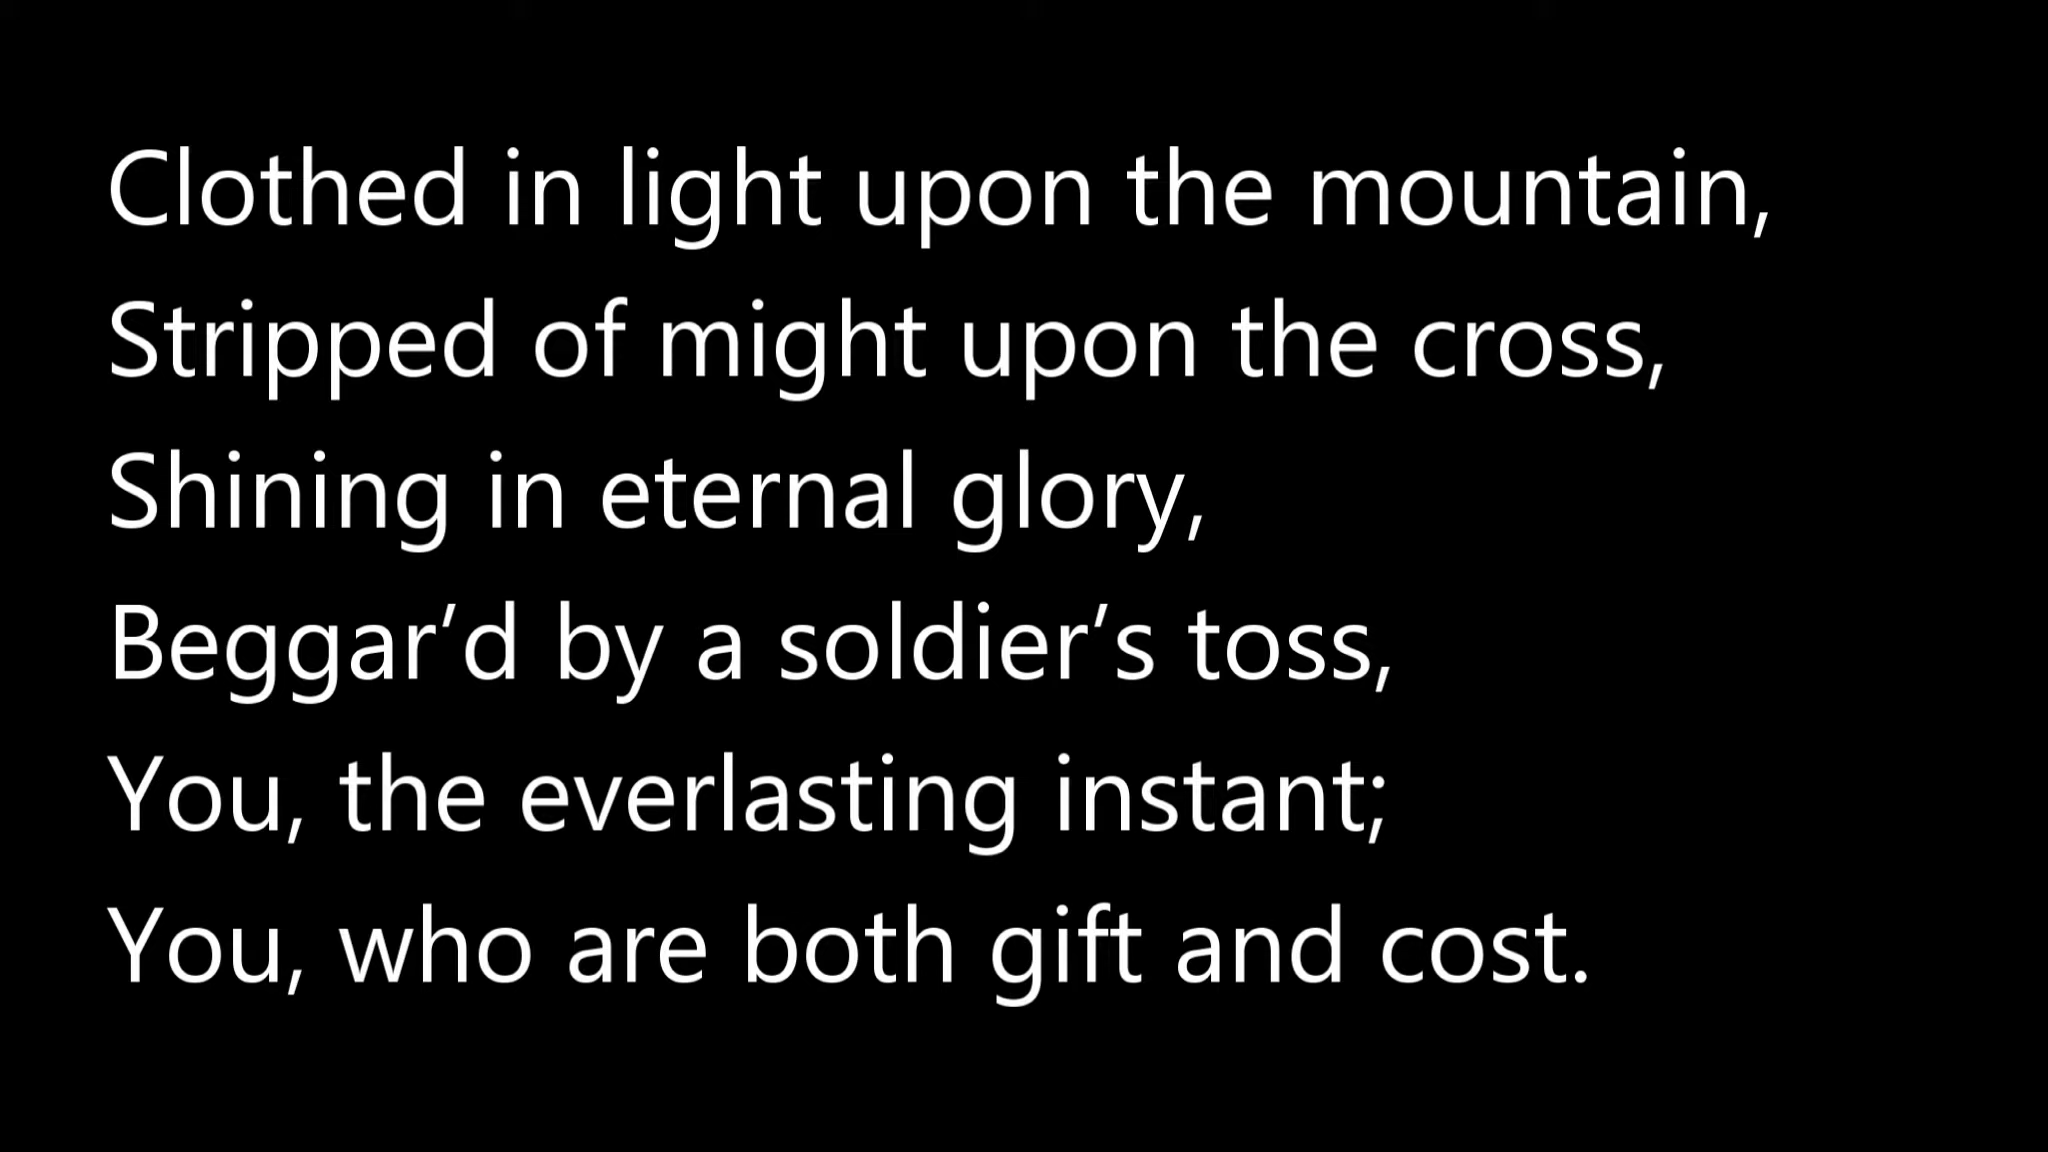 Clothed in light upon the mountain,
Stripped of might upon the cross,
Shining in eternal glory,
Beggar’d by a soldier’s toss,
You, the everlasting instant;
You, who are both gift and cost.